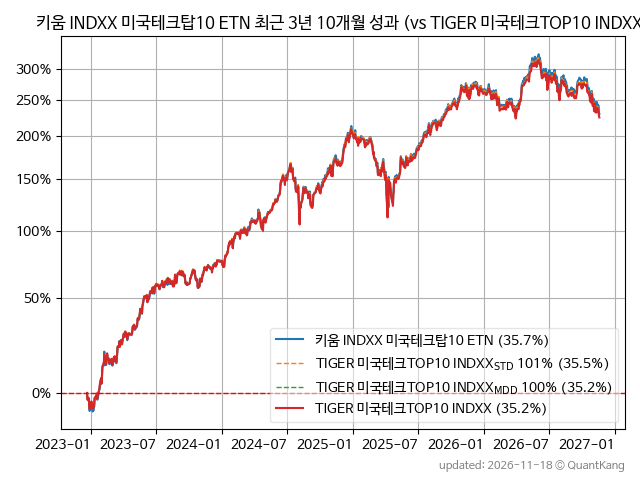 키움 INDXX 미국테크탑10 ETN 최근 3년 10개월 성과 (vs TIGER 미국테크TOP10 INDXX
300%
250%
200%
150%
100%
50%
0%
키움 INDXX 미국테크탑10 ETN (35.7%)
TIGER 미국테크TOP10 INDXX_STD 101% (35.5%)
TIGER 미국테크TOP10 INDXX_MDD 100% (35.2%)
TIGER 미국테크TOP10 INDXX (35.2%)
2023-01 2023-07 2024-01 2024-07 2025-01 2025-07 2026-01 2026-07 2027-01
updated: 2026-11-18 © QuantKang